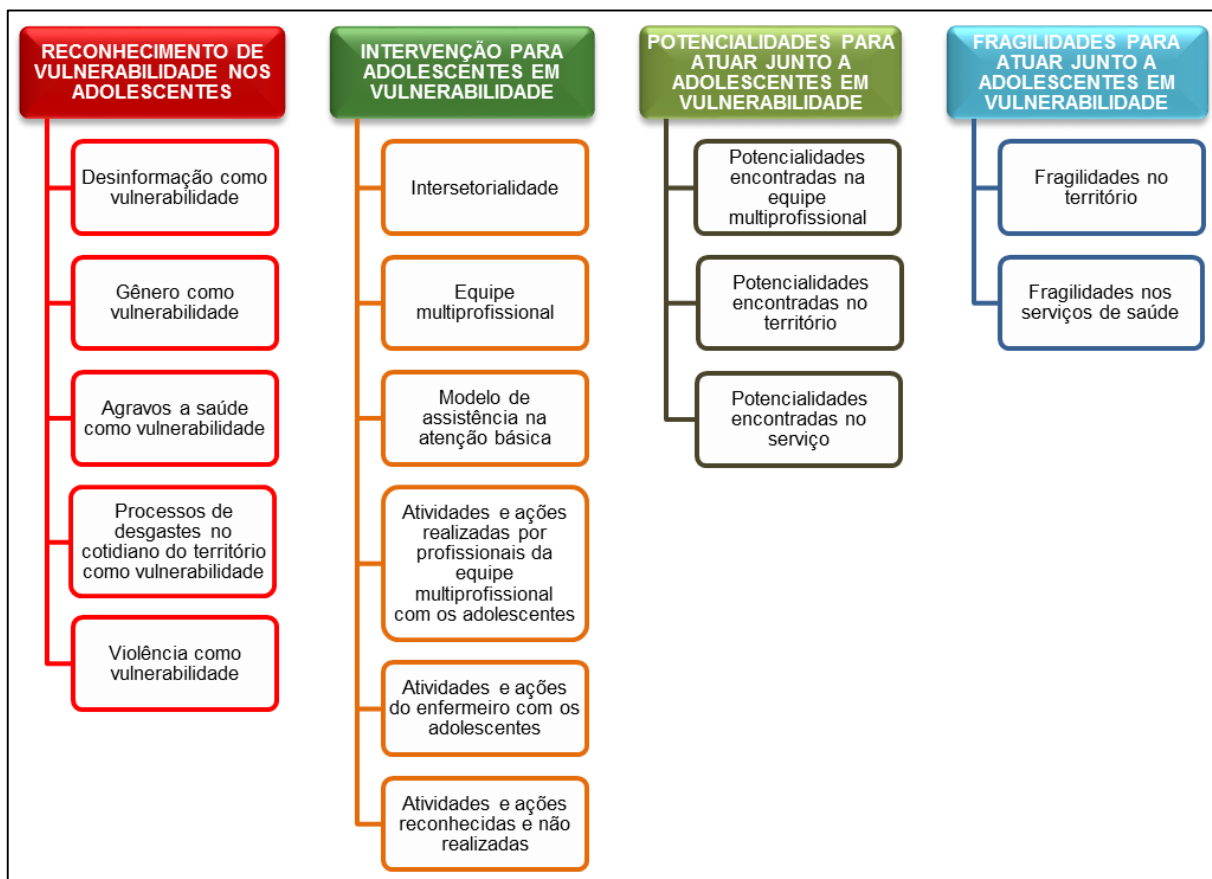 RECONHECIMENTO DE
VULNERABILIDADE NOS
ADOLESCENTES
Desinformação como
vulnerabilidade
Gênero como
vulnerabilidade
Agravos a saúde
como vulnerabilidade
Processos de
desgastes no
cotidiano do território
como vulnerabilidade
Violência como
vulnerabilidade
INTERVENÇÃO PARA
ADOLESCENTES EM
VULNERABILIDADE
Intersetorialidade
Equipe
multiprofissional
Modelo de
assistência na
atenção básica
Atividades e ações
realizadas por
profissionais da
equipe
multiprofissional
com os adolescentes
Atividades e ações
do enfermeiro com os
adolescentes
Atividades e ações
reconhecidas e não
realizadas
POTENCIALIDADES PARA
ATUAR JUNTO A
ADOLESCENTES EM
VULNERABILIDADE
Potencialidades
encontradas na
equipe
multiprofissional
Potencialidades
encontradas no
território
Potencialidades
encontradas no
serviço
FRAGILIDADES PARA
ATUAR JUNTO A
ADOLESCENTES EM
VULNERABILIDADE
Fragilidades no
território
Fragilidades nos
serviços de saúde